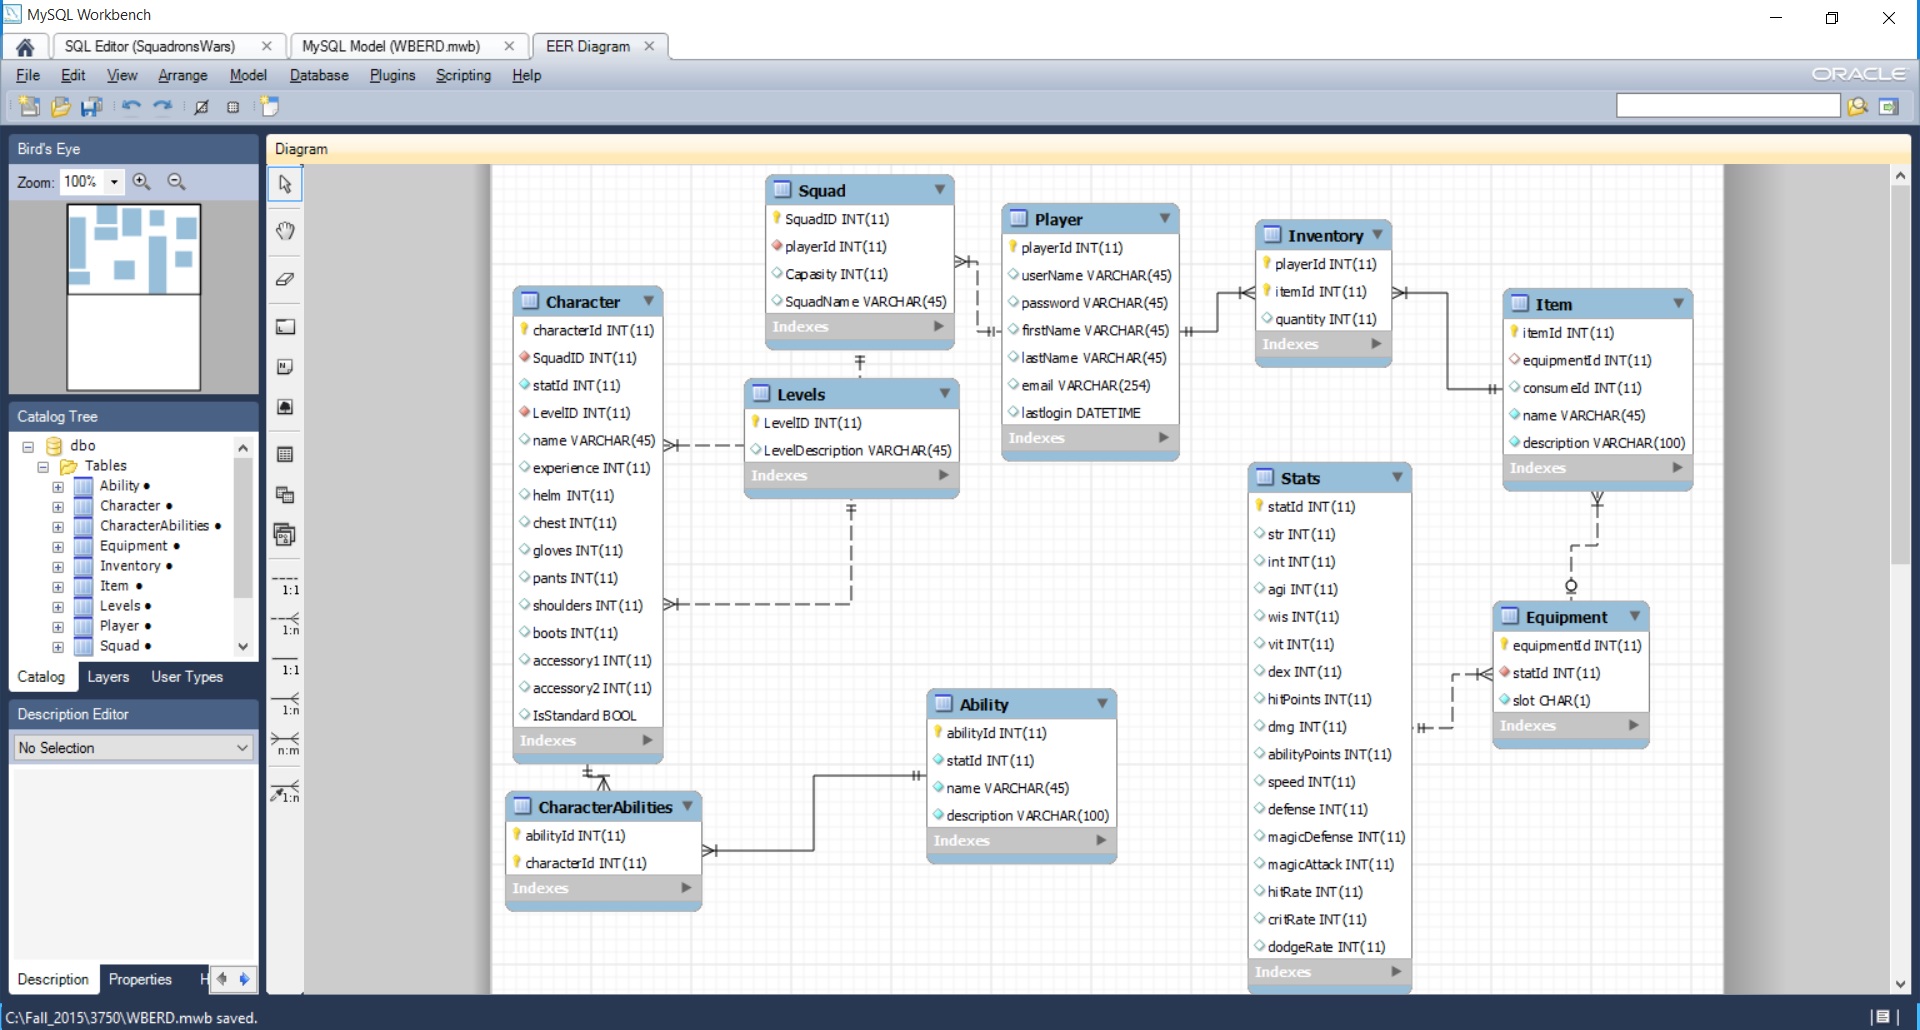 MySQL Workbench
SQL Editor (SquadronsWars)
MySQL Model (WBERD.mwb)
EER Diagram
File Edit View Arrange Model Database Plugins Scripting Help
ORACLE
Bird's Eye
Zoom: 100%
Catalog Tree
dbo
Tables
Ability
Character
CharacterAbilities
Equipment
Inventory
Item
Levels
Player
Squad
Catalog Layers User Types
Description Editor
No Selection
Description Properties H
1:1
1:n
1:1
1:n
n:m
1:n
Diagram
Squad
SquadID INT(11)
playerId INT(11)
Capasity INT(11)
SquadName VARCHAR(45)
Indexes
Player
playerId INT(11)
userName VARCHAR(45)
password VARCHAR(45)
firstName VARCHAR(45)
lastName VARCHAR(45)
email VARCHAR(254)
lastlogin DATETIME
Indexes
Inventory
playerId INT(11)
itemId INT(11)
quantity INT(11)
Indexes
Item
itemId INT(11)
equipmentId INT(11)
consumeId INT(11)
name VARCHAR(45)
description VARCHAR(100)
Indexes
Character
characterId INT(11)
SquadID INT(11)
statId INT(11)
LevelID INT(11)
name VARCHAR(45)
experience INT(11)
helm INT(11)
chest INT(11)
gloves INT(11)
pants INT(11)
shoulders INT(11)
boots INT(11)
accessory1 INT(11)
accessory2 INT(11)
IsStandard BOOL
Indexes
Levels
LevelID INT(11)
LevelDescription VARCHAR(45)
Indexes
Stats
statId INT(11)
str INT(11)
int INT(11)
agi INT(11)
wis INT(11)
vit INT(11)
dex INT(11)
hitPoints INT(11)
dmg INT(11)
abilityPoints INT(11)
speed INT(11)
defense INT(11)
magicDefense INT(11)
magicAttack INT(11)
hitRate INT(11)
critRate INT(11)
dodgeRate INT(11)
Indexes
Equipment
equipmentId INT(11)
statId INT(11)
slot CHAR(1)
Indexes
Ability
abilityId INT(11)
statId INT(11)
name VARCHAR(45)
description VARCHAR(100)
Indexes
CharacterAbilities
abilityId INT(11)
characterId INT(11)
Indexes
C:\Fall_2015\3750\WBERD.mwb saved.